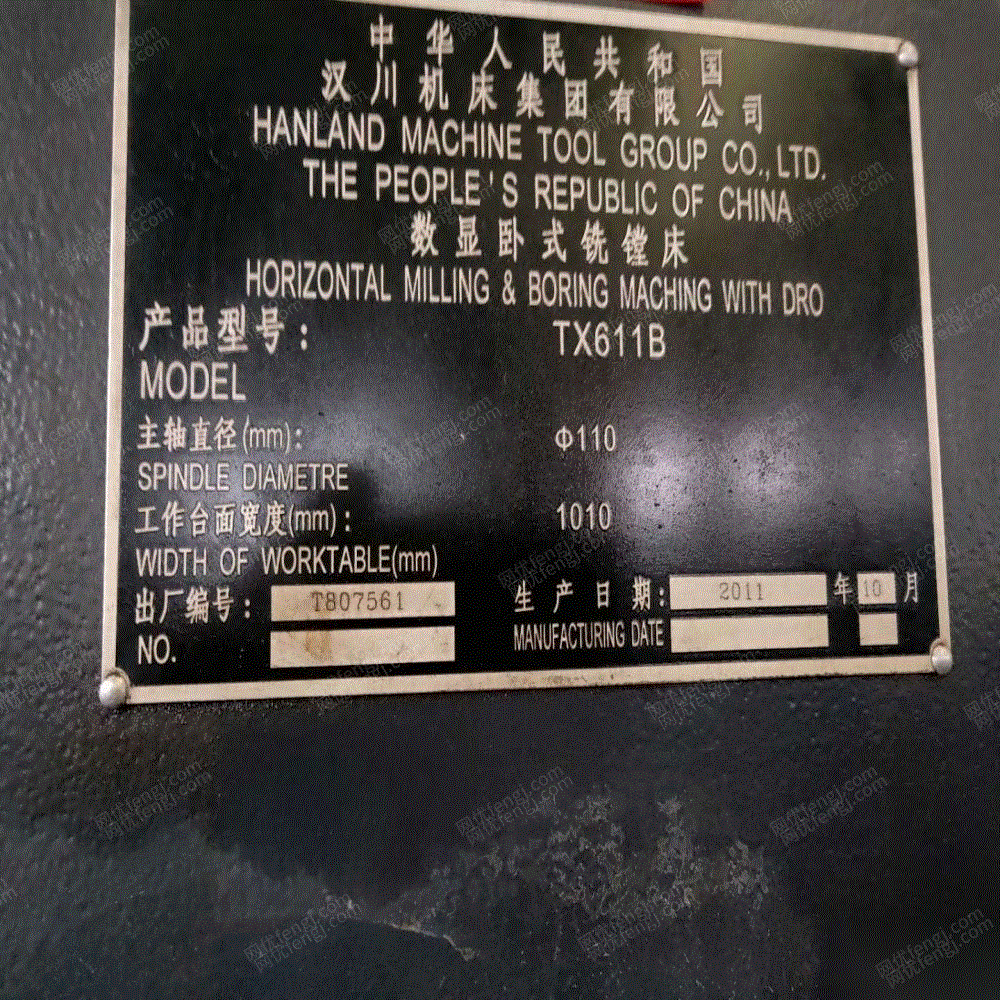 中华人民共和国
汉川机床集团有限公司
HANLAND MACHINE TOOL GROUP CO.,LTD.
THE PEOPLE'S REPUBLIC OF CHINA
数显卧式铣镗床
HORIZONTAL MILLING & BORING MACHING WITH DRO
产品型号: TX611B
MODEL
主轴直径(mm): Φ110
SPINDLE DIAMETRE
工作台面宽度(mm): 1010
WIDTH OF WORKTABLE(mm)
出厂编号: T807561 生产日期: 2011 年 10 月
NO. MANUFACTURING DATE